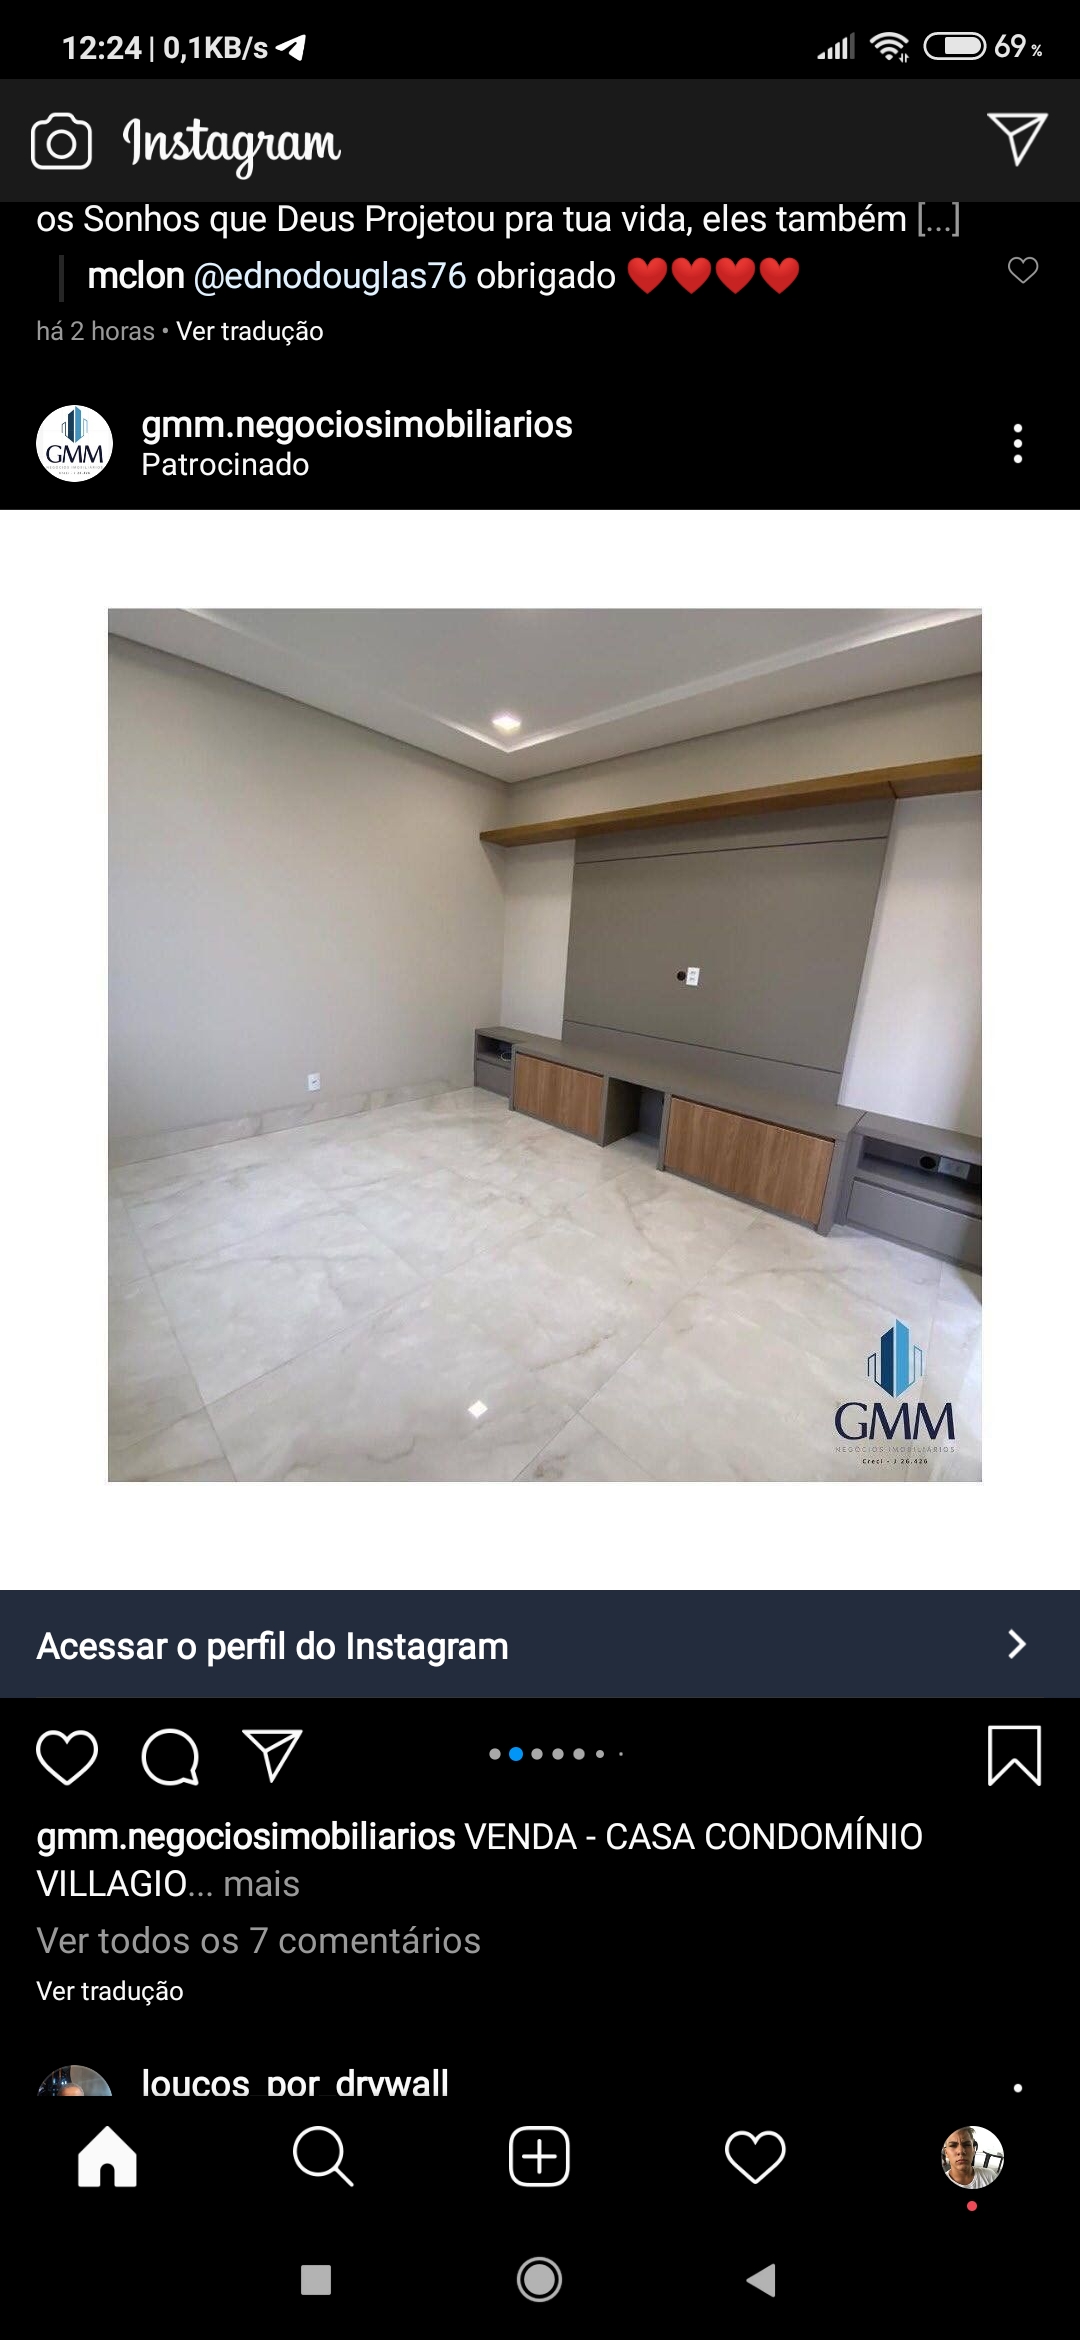 12:24 | 0,1KB/s
69%
Instagram
os Sonhos que Deus Projetou pra tua vida, eles também [...]
mclon @ednodouglas76 obrigado ❤️❤️❤️❤️
há 2 horas • Ver tradução
GMM
gmm.negociosimobiliarios
Patrocinado
GMM
NEGÓCIOS IMOBILIÁRIOS
Creci - J 26.426
Acessar o perfil do Instagram
gmm.negociosimobiliarios VENDA - CASA CONDOMÍNIO
VILLAGIO... mais
Ver todos os 7 comentários
Ver tradução
loucos_por_drywall